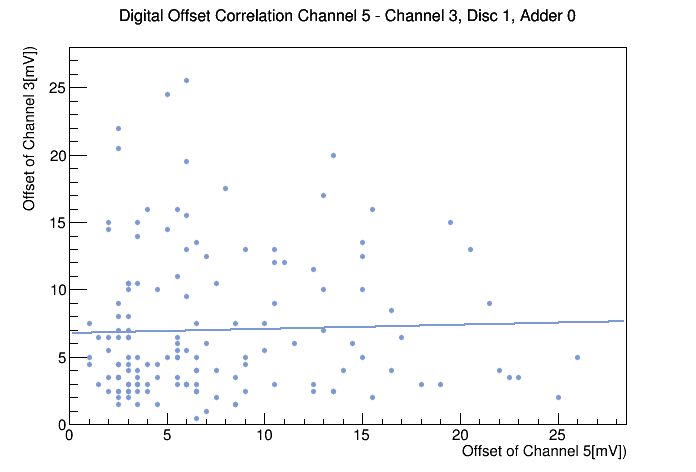 Digital Offset Correlation Channel 5 - Channel 3, Disc 1, Adder 0
Offset of Channel 3[mV])
25
20
15
10
5
0
0 5 10 15 20 25
Offset of Channel 5[mV])